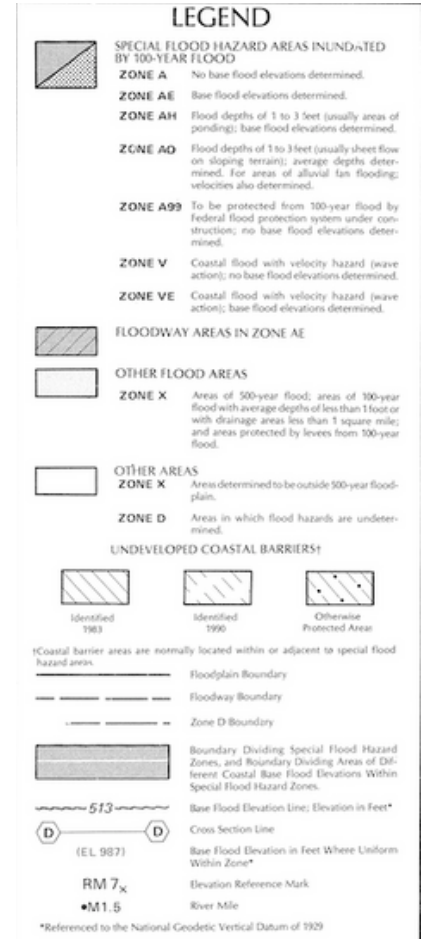 LEGEND
SPECIAL FLOOD HAZARD AREAS INUNDATED
BY 100-YEAR FLOOD
ZONE A No base flood elevations determined.
ZONE AE Base flood elevations determined.
ZONE AH Flood depths of 1 to 3 feet (usually areas of
ponding); base flood elevations determined.
ZONE AO Flood depths of 1 to 3 feet (usually sheet flow
on sloping terrain); average depths deter-
mined. For areas of alluvial fan flooding;
velocities also determined.
ZONE A99 To be protected from 100-year flood by
Federal flood protection system under con-
struction; no base flood elevations deter-
mined.
ZONE V Coastal flood with velocity hazard (wave
action); no base flood elevations determined.
ZONE VE Coastal flood with velocity hazard (wave
action); base flood elevations determined.
FLOODWAY AREAS IN ZONE AE
OTHER FLOOD AREAS
ZONE X Areas of 500-year flood; areas of 100-year
flood with average depths of less than 1 foot or
with drainage areas less than 1 square mile;
and areas protected by levees from 100-year
flood.
OTHER AREAS
ZONE X Areas determined to be outside 500-year flood-
plain.
ZONE D Areas in which flood hazards are undeter-
mined.
UNDEVELOPED COASTAL BARRIERS†
Identified Identified Otherwise
1983 1990 Protected Areas
†Coastal barrier areas are normally located within or adjacent to special flood
hazard areas.
Floodplain Boundary
Floodway Boundary
Zone D Boundary
Boundary Dividing Special Flood Hazard
Zones, and Boundary Dividing Areas of Dif-
ferent Coastal Base Flood Elevations Within
Special Flood Hazard Zones.
513 Base Flood Elevation Line; Elevation in Feet*
D D Cross Section Line
(EL 987) Base Flood Elevation in Feet Where Uniform
Within Zone*
RM 7x Elevation Reference Mark
•M1.5 River Mile
*Referenced to the National Geodetic Vertical Datum of 1929